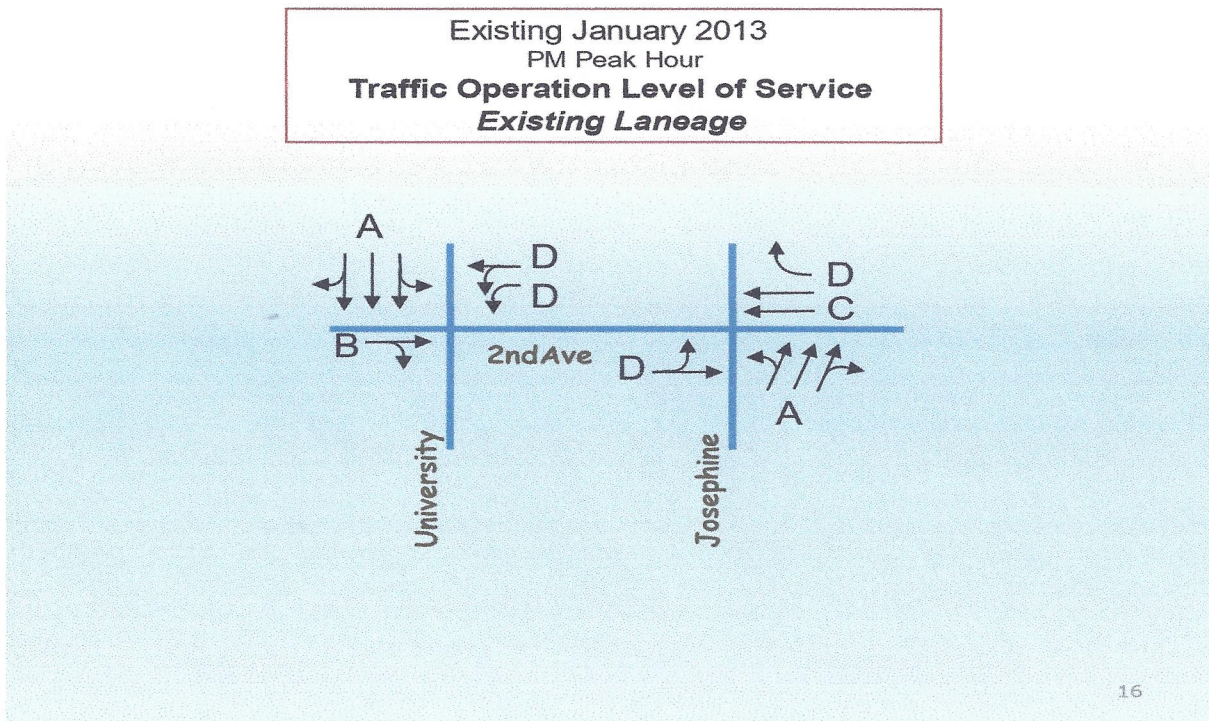 Existing January 2013
PM Peak Hour
Traffic Operation Level of Service
Existing Laneage
A
D
D
D
C
B
2nd Ave
D
A
University
Josephine
16